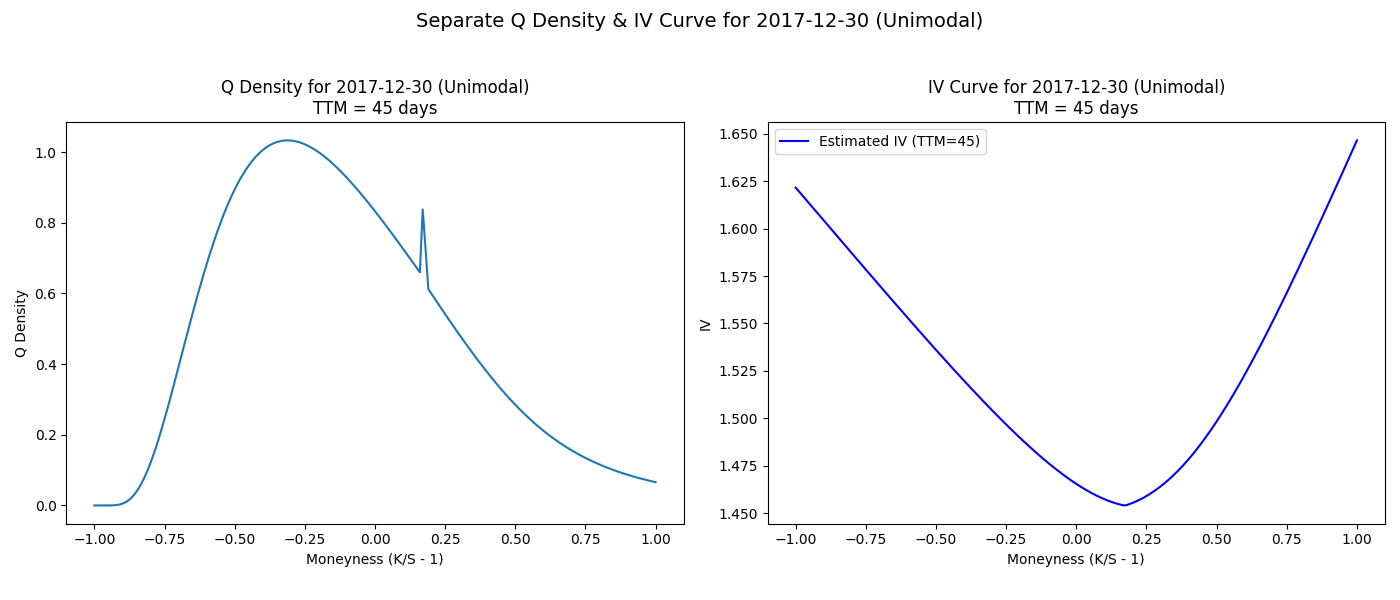 Separate Q Density & IV Curve for 2017-12-30 (Unimodal)
Q Density for 2017-12-30 (Unimodal)
TTM = 45 days
Q Density
1.0
0.8
0.6
0.4
0.2
0.0
−1.00 −0.75 −0.50 −0.25 0.00 0.25 0.50 0.75 1.00
Moneyness (K/S - 1)
IV Curve for 2017-12-30 (Unimodal)
TTM = 45 days
Estimated IV (TTM=45)
IV
1.650
1.625
1.600
1.575
1.550
1.525
1.500
1.475
1.450
−1.00 −0.75 −0.50 −0.25 0.00 0.25 0.50 0.75 1.00
Moneyness (K/S - 1)